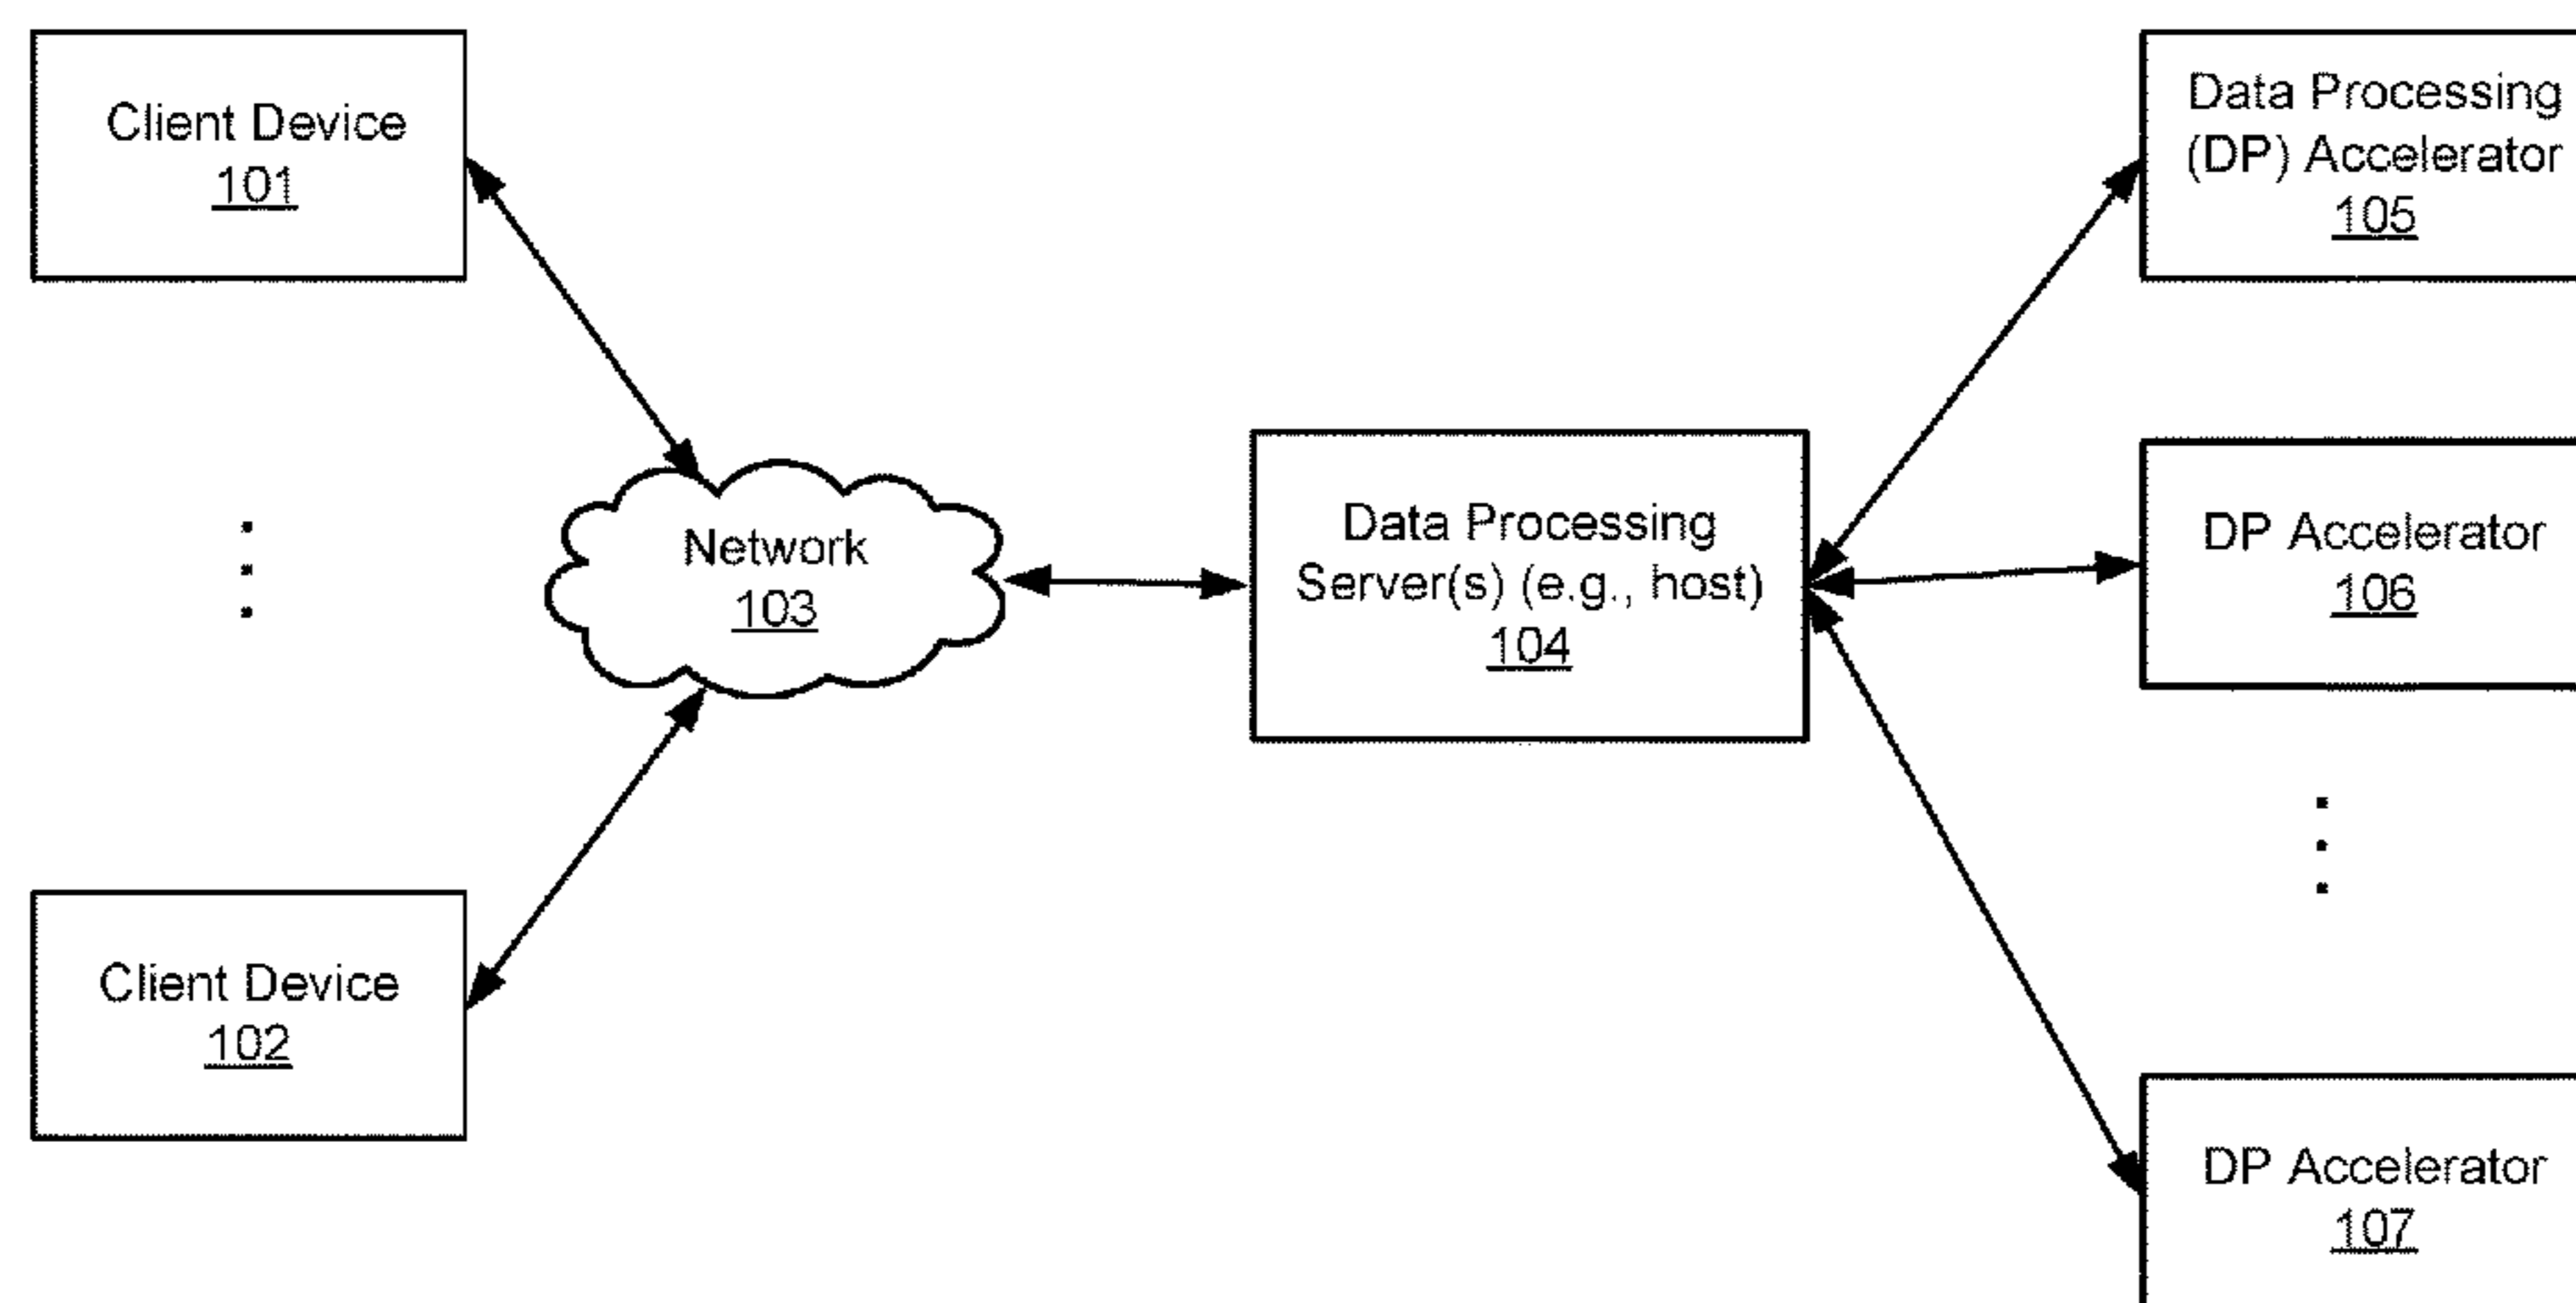 Client Device
101
Client Device
102
Network
103
Data Processing
Server(s) (e.g., host)
104
Data Processing
(DP) Accelerator
105
DP Accelerator
106
DP Accelerator
107